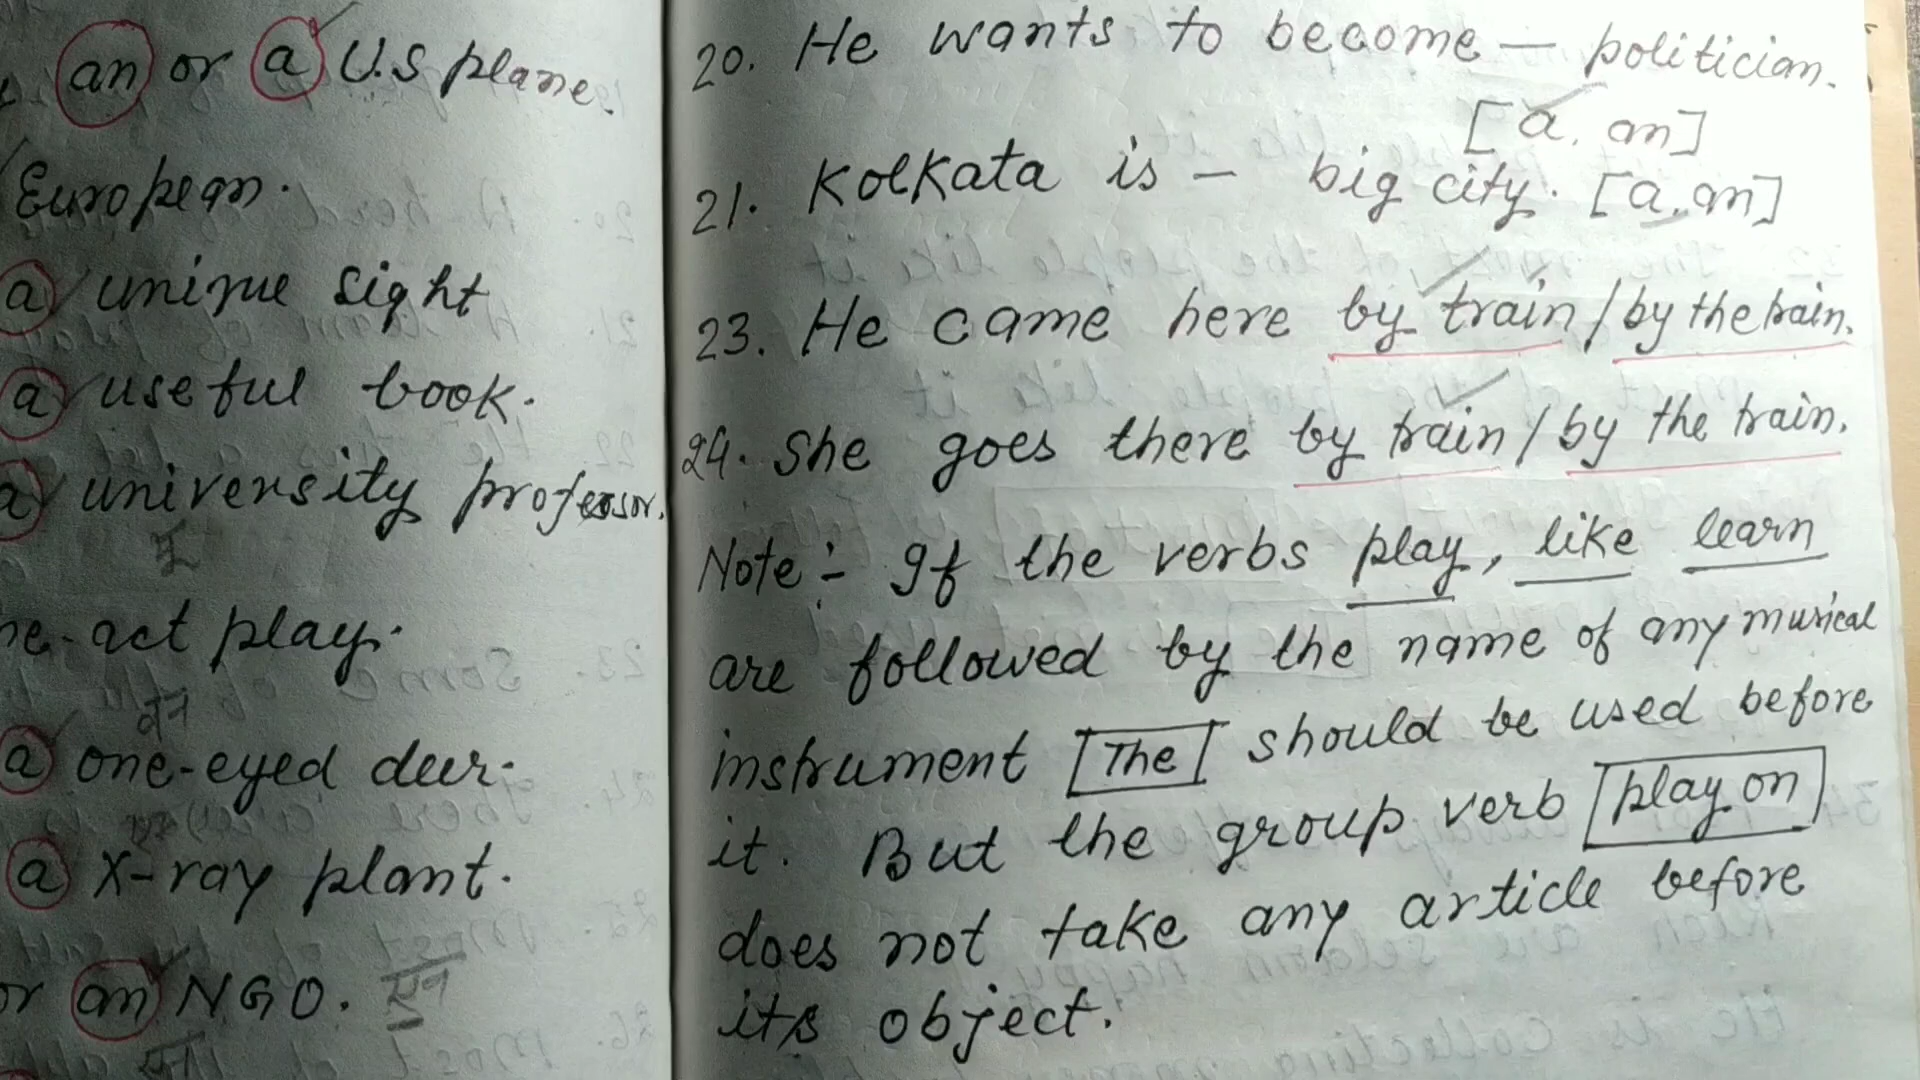 an or a U.S plane.
European.
a unique sight
a useful book.
a university professor.
यू
ne-act play.
वन
a one-eyed deer.
a X-ray plant.
or an NGO. एन
20. He wants to become — politician.
[a, an]
21. Kolkata is — big city. [a, an]
23. He came here by train / by the train.
24. She goes there by train / by the train.
Note :- If the verbs play, like learn
are followed by the name of any musical
instrument [The] should be used before
it. But the group verb [play on]
does not take any article before
its object.